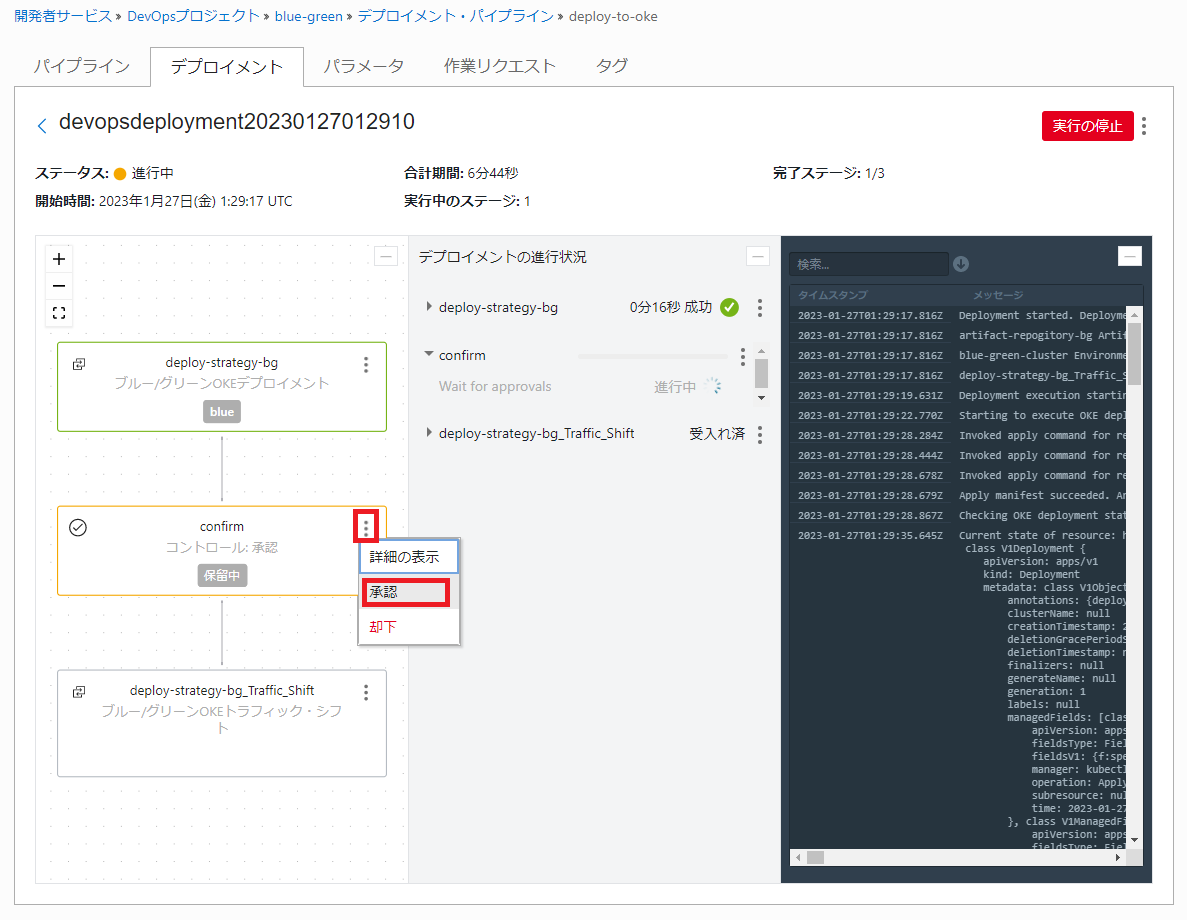 開発者サービス » DevOpsプロジェクト » blue-green » デプロイメント・パイプライン » deploy-to-oke
パイプライン デプロイメント パラメータ 作業リクエスト タグ
devopsdeployment20230127012910
実行の停止
ステータス: 進行中 合計期間: 6分44秒 完了ステージ: 1/3
開始時間: 2023年1月27日(金) 1:29:17 UTC 実行中のステージ: 1
deploy-strategy-bg
ブルー/グリーンOKEデプロイメント
blue
confirm
コントロール: 承認
保留中
詳細の表示
承認
却下
deploy-strategy-bg_Traffic_Shift
ブルー/グリーンOKEトラフィック・シフ
ト
デプロイメントの進行状況
deploy-strategy-bg 0分16秒 成功
confirm
Wait for approvals 進行中
deploy-strategy-bg_Traffic_Shift 受入れ済
検索...
タイムスタンプ メッセージ
2023-01-27T01:29:17.816Z Deployment started. Deployme
2023-01-27T01:29:17.816Z artifact-repogitory-bg Artif
2023-01-27T01:29:17.816Z blue-green-cluster Environme
2023-01-27T01:29:17.816Z deploy-strategy-bg_Traffic_S
2023-01-27T01:29:19.631Z Deployment execution startin
2023-01-27T01:29:22.770Z Starting to execute OKE depl
2023-01-27T01:29:28.284Z Invoked apply command for re
2023-01-27T01:29:28.444Z Invoked apply command for re
2023-01-27T01:29:28.678Z Invoked apply command for re
2023-01-27T01:29:28.679Z Apply manifest succeeded. An
2023-01-27T01:29:28.867Z Checking OKE deployment stat
2023-01-27T01:29:35.645Z Current state of resource: h
class V1Deployment {
apiVersion: apps/v1
kind: Deployment
metadata: class V1Object
annotations: {deploy
clusterName: null
creationTimestamp: 2
deletionGracePeriodS
deletionTimestamp: n
finalizers: null
generateName: null
generation: 1
labels: null
managedFields: [clas
apiVersion: apps
fieldsType: Fiel
fieldsV1: {f:spe
manager: kubectl
operation: Apply
subresource: nul
time: 2023-01-27
}, class V1ManagedFi
apiVersion: apps
fieldsType: Fiel